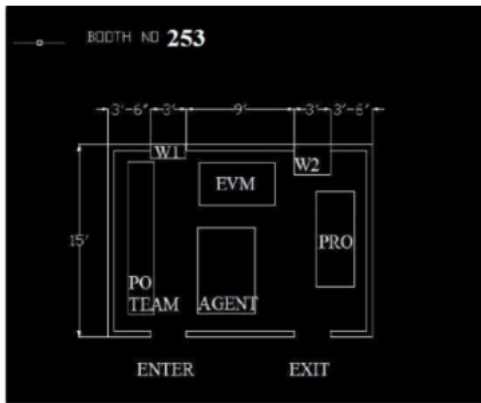 BOOTH NO 253
3'-6" 3' 9' 3' 3'-6"
W1
W2
EVM
15'
PRO
PO
TEAM AGENT
ENTER EXIT